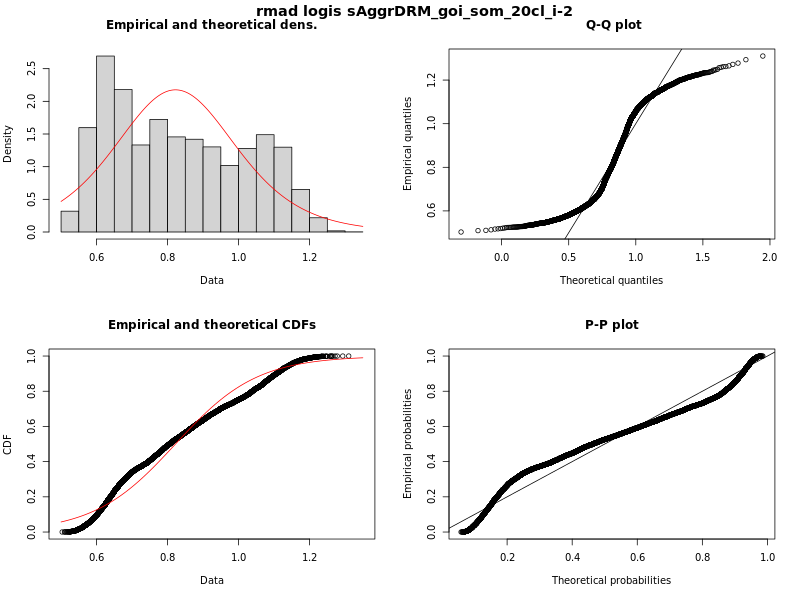 rmad logis sAggrDRM_goi_som_20cl_i-2
Empirical and theoretical dens.
Density
0.0 0.5 1.0 1.5 2.0 2.5
0.6 0.8 1.0 1.2
Data
Q-Q plot
Empirical quantiles
0.6 0.8 1.0 1.2
0.0 0.5 1.0 1.5 2.0
Theoretical quantiles
Empirical and theoretical CDFs
CDF
0.0 0.2 0.4 0.6 0.8 1.0
0.6 0.8 1.0 1.2
Data
P-P plot
Empirical probabilities
0.0 0.2 0.4 0.6 0.8 1.0
0.2 0.4 0.6 0.8 1.0
Theoretical probabilities